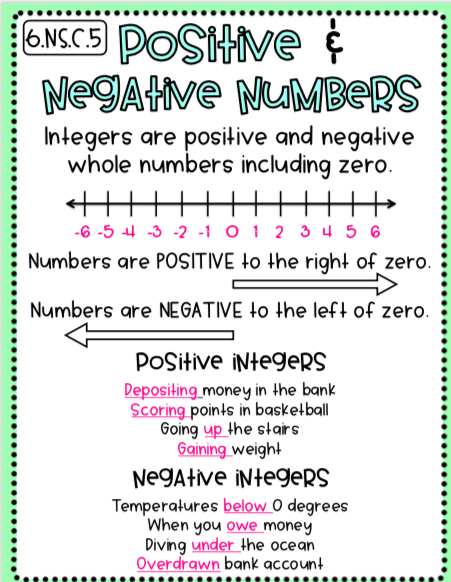 6.NS.C.5
Positive &
Negative Numbers
Integers are positive and negative
whole numbers including zero.
-6 -5 -4 -3 -2 -1 0 1 2 3 4 5 6
Numbers are POSITIVE to the right of zero.
Numbers are NEGATIVE to the left of zero.
Positive integers
Depositing money in the bank
Scoring points in basketball
Going up the stairs
Gaining weight
Negative integers
Temperatures below 0 degrees
When you owe money
Diving under the ocean
Overdrawn bank account